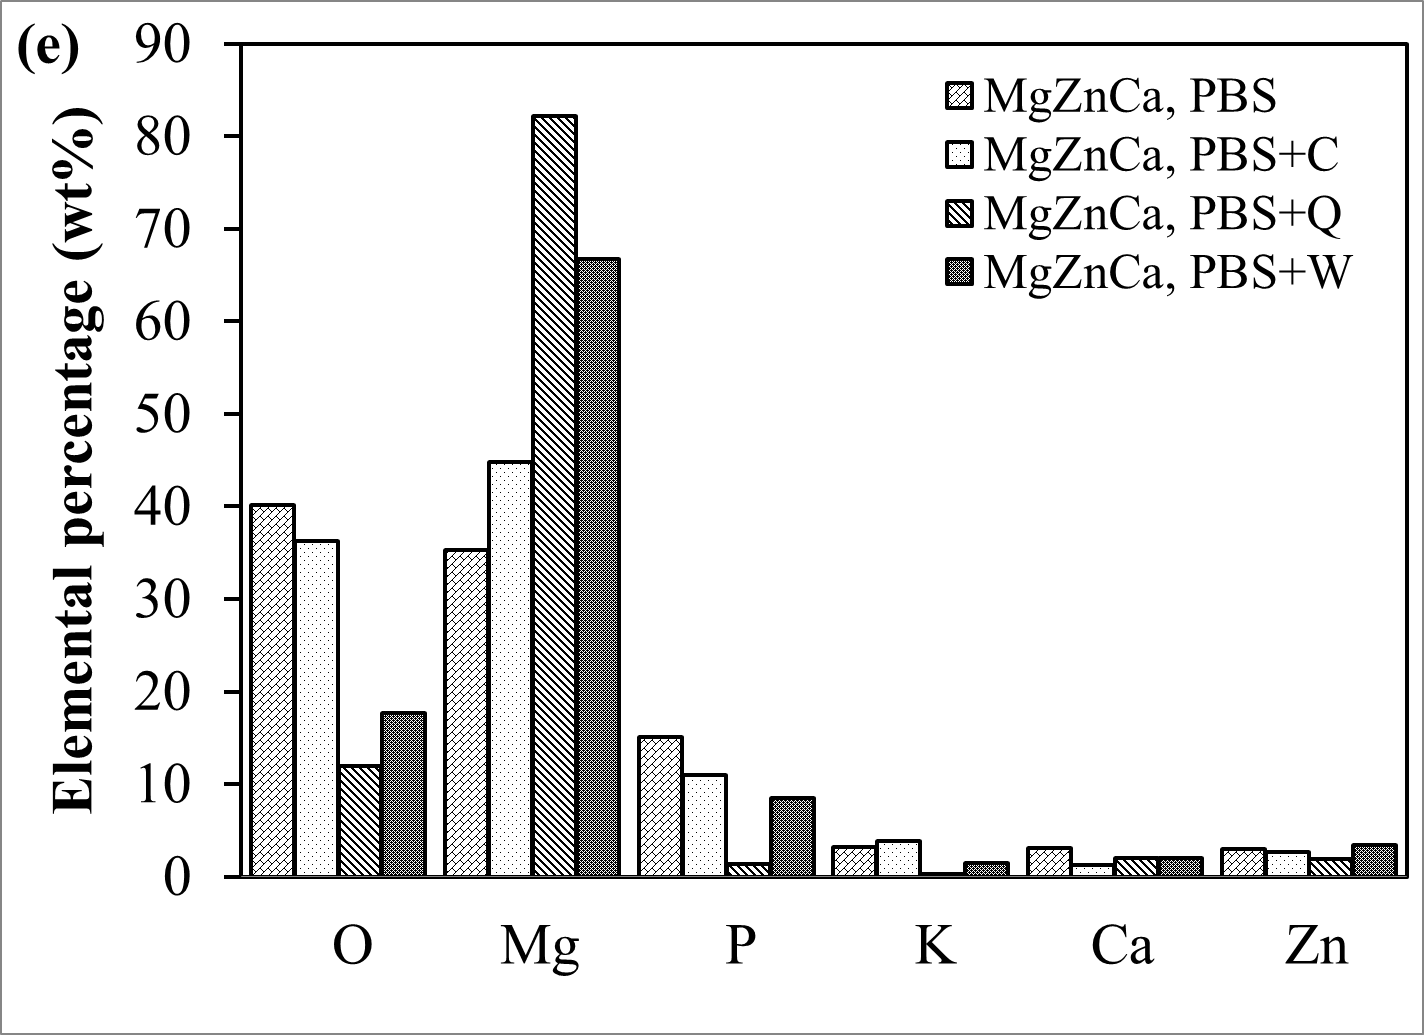 (e)
Elemental percentage (wt%)
90
80
70
60
50
40
30
20
10
0
MgZnCa, PBS
MgZnCa, PBS+C
MgZnCa, PBS+Q
MgZnCa, PBS+W
O Mg P K Ca Zn